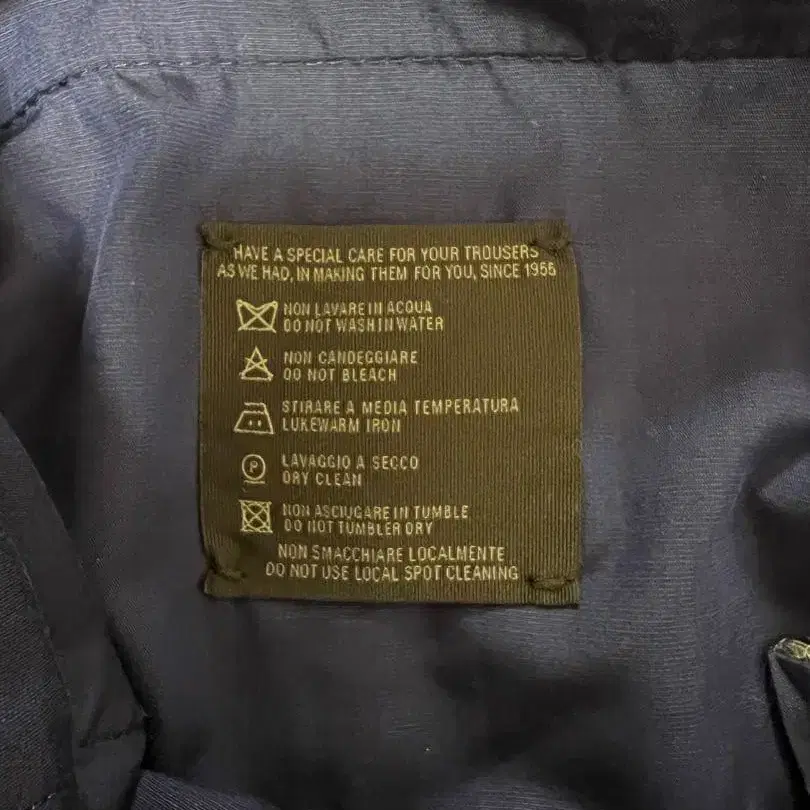 HAVE A SPECIAL CARE FOR YOUR TROUSERS
AS WE HAD, IN MAKING THEM FOR YOU, SINCE 1955
NON LAVARE IN ACQUA
DO NOT WASH IN WATER
NON CANDEGGIARE
DO NOT BLEACH
STIRARE A MEDIA TEMPERATURA
LUKEWARM IRON
P
LAVAGGIO A SECCO
DRY CLEAN
NON ASCIUGARE IN TUMBLE
DO NOT TUMBLER DRY
NON SMACCHIARE LOCALMENTE
DO NOT USE LOCAL SPOT CLEANING